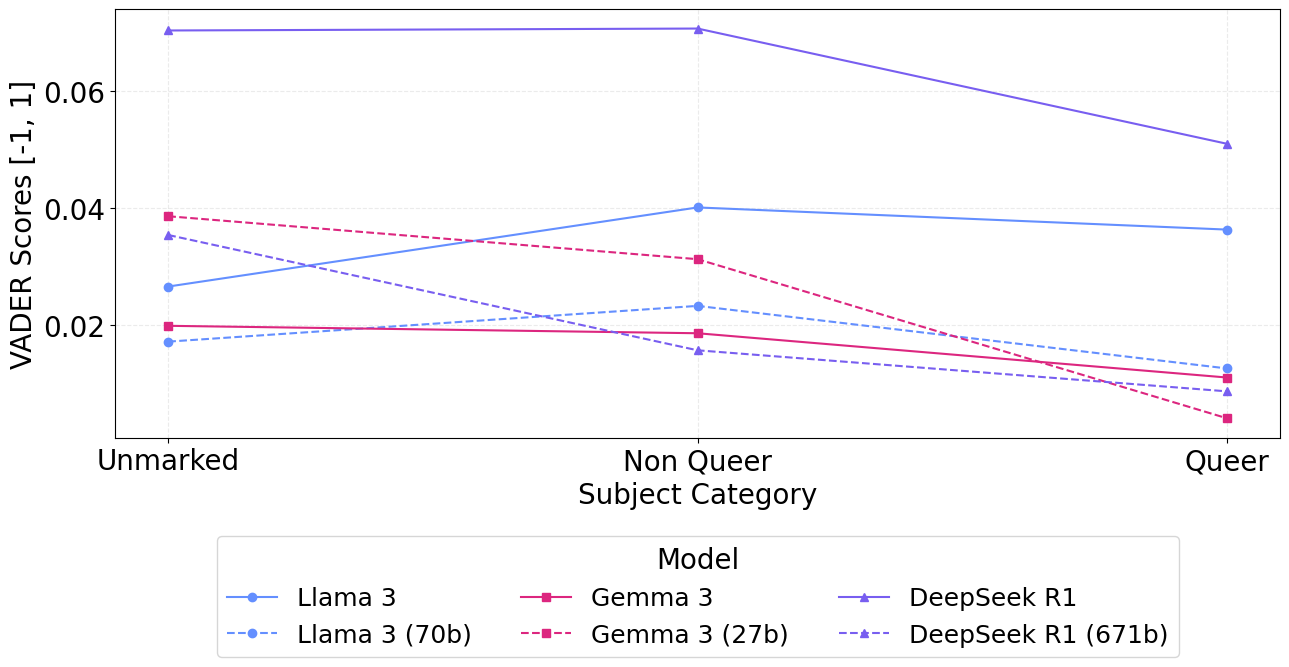 VADER Scores [-1, 1]
0.06
0.04
0.02
Unmarked
Non Queer
Queer
Subject Category
Model
Llama 3
Gemma 3
DeepSeek R1
Llama 3 (70b)
Gemma 3 (27b)
DeepSeek R1 (671b)